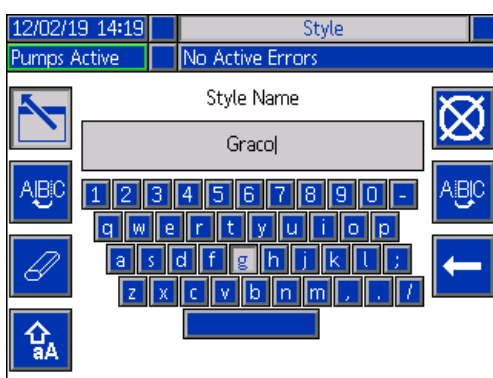 12/02/19 14:19 Style
Pumps Active No Active Errors
Style Name
Graco
ABC ABC
1 2 3 4 5 6 7 8 9 0 -
q w e r t y u i o p
a s d f g h j k l ;
z x c v b n m , . /
aA